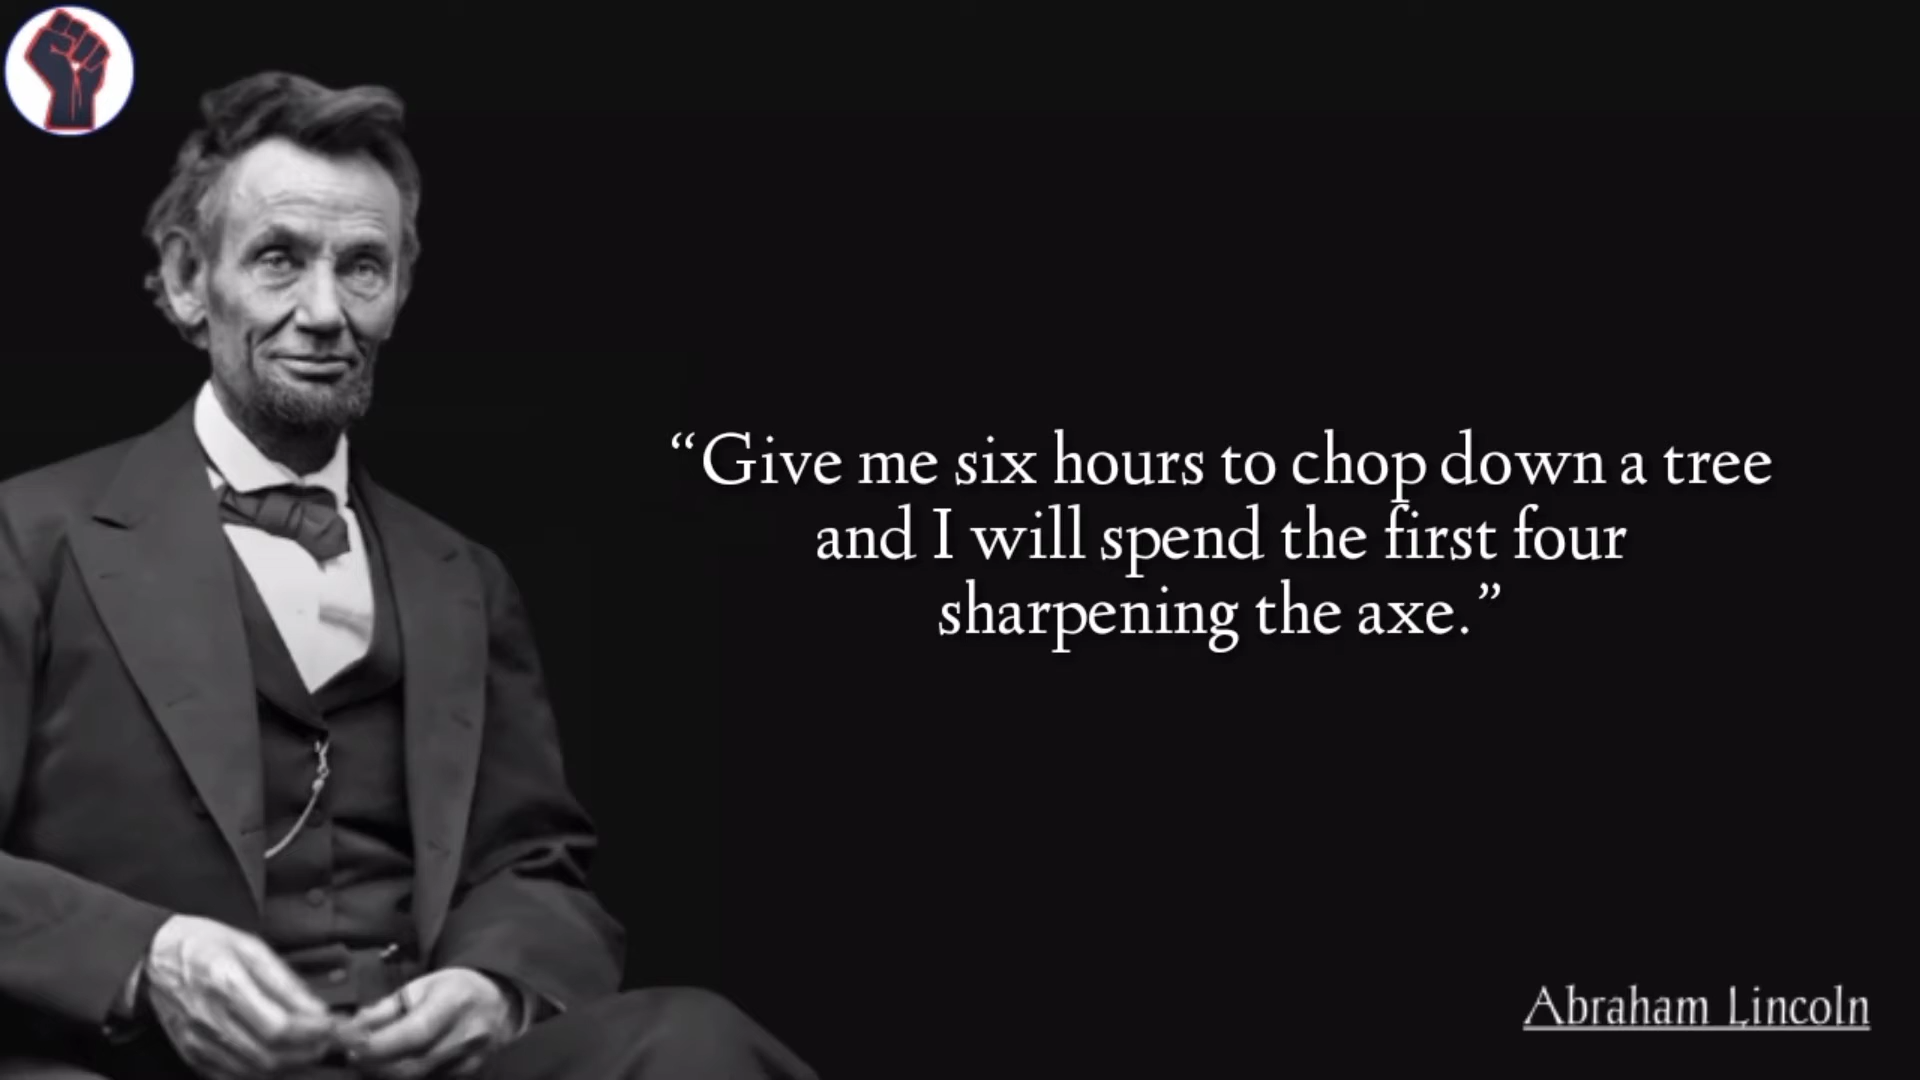 “Give me six hours to chop down a tree
and I will spend the first four
sharpening the axe.”
Abraham Lincoln